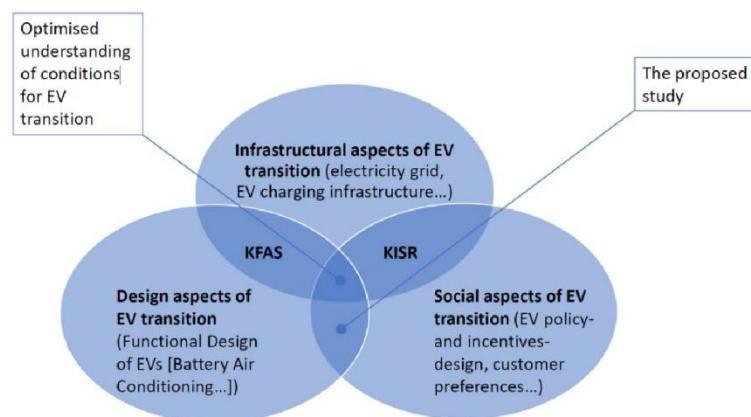 Optimised
understanding
of conditions
for EV
transition
The proposed
study
Infrastructural aspects of EV
transition (electricity grid,
EV charging infrastructure...)
KFAS
KISR
Design aspects of
EV transition
(Functional Design
of EVs [Battery Air
Conditioning...])
Social aspects of EV
transition (EV policy-
and incentives-
design, customer
preferences...)